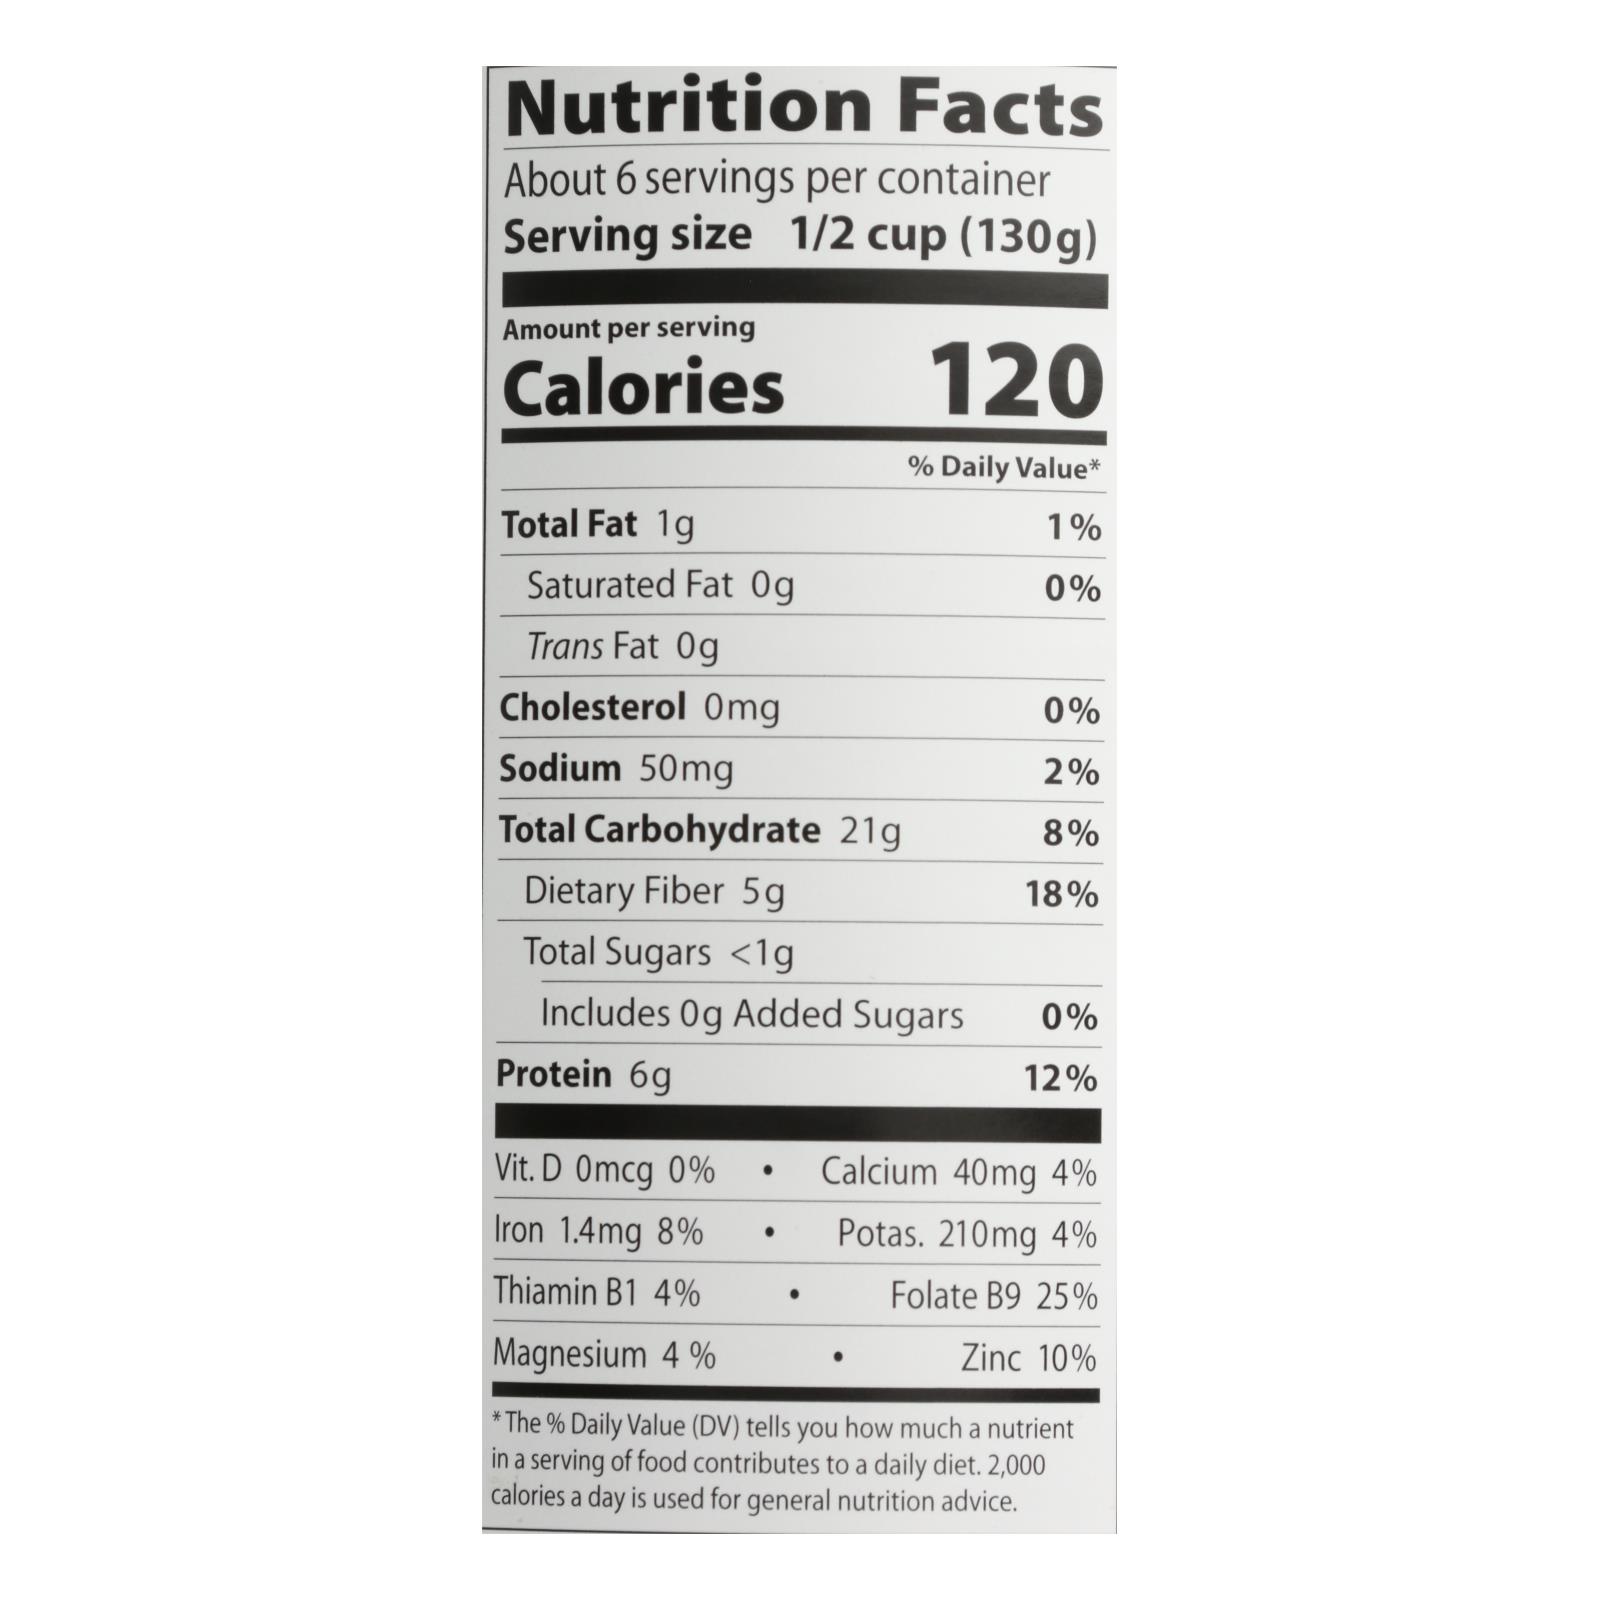 Nutrition Facts
About 6 servings per container
Serving size 1/2 cup (130g)
Amount per serving
Calories 120
% Daily Value*
Total Fat 1g 1%
Saturated Fat 0g 0%
Trans Fat 0g
Cholesterol 0mg 0%
Sodium 50mg 2%
Total Carbohydrate 21g 8%
Dietary Fiber 5g 18%
Total Sugars <1g
Includes 0g Added Sugars 0%
Protein 6g 12%
Vit. D 0mcg 0% • Calcium 40mg 4%
Iron 1.4mg 8% • Potas. 210mg 4%
Thiamin B1 4% • Folate B9 25%
Magnesium 4 % • Zinc 10%
* The % Daily Value (DV) tells you how much a nutrient
in a serving of food contributes to a daily diet. 2,000
calories a day is used for general nutrition advice.